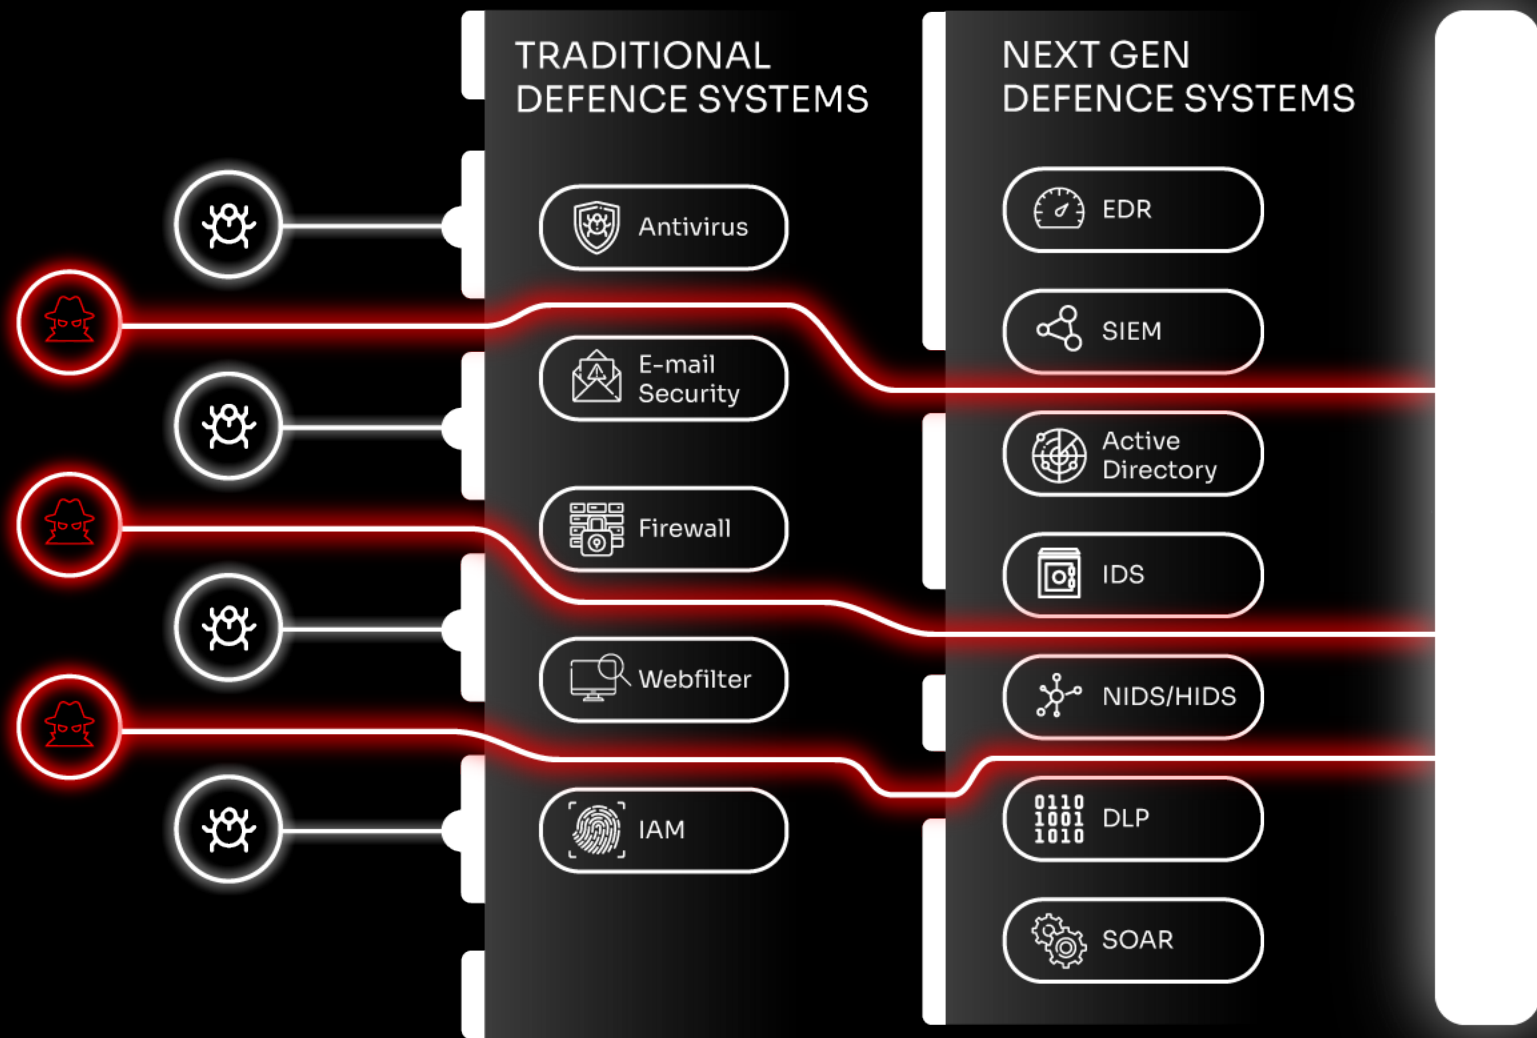 TRADITIONAL
DEFENCE SYSTEMS
Antivirus
E-mail
Security
Firewall
Webfilter
IAM
NEXT GEN
DEFENCE SYSTEMS
EDR
SIEM
Active
Directory
IDS
NIDS/HIDS
0110
1001
1010
DLP
SOAR